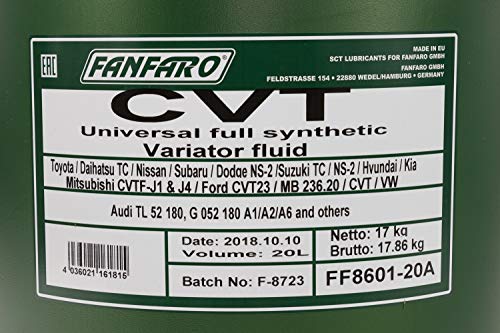 EAC
FANFARO®
MADE IN EU
SCT LUBRICANTS FOR FANFARO GMBH
FANFARO GMBH
FELDSTRASSE 154 • 22880 WEDEL/HAMBURG • GERMANY
CVT
Universal full synthetic
Variator fluid
Toyota / Daihatsu TC / Nissan / Subaru / Dodge NS-2 /Suzuki TC / NS-2 / Hyundai / Kia
Mitsubishi CVTF-J1 & J4 / Ford CVT23 / MB 236.20 / CVT / VW
Audi TL 52 180, G 052 180 A1/A2/A6 and others
Date: 2018.10.10
Volume: 20L
Batch No: F-8723
Netto: 17 kg
Brutto: 17.86 kg
FF8601-20A
4 036021 161815